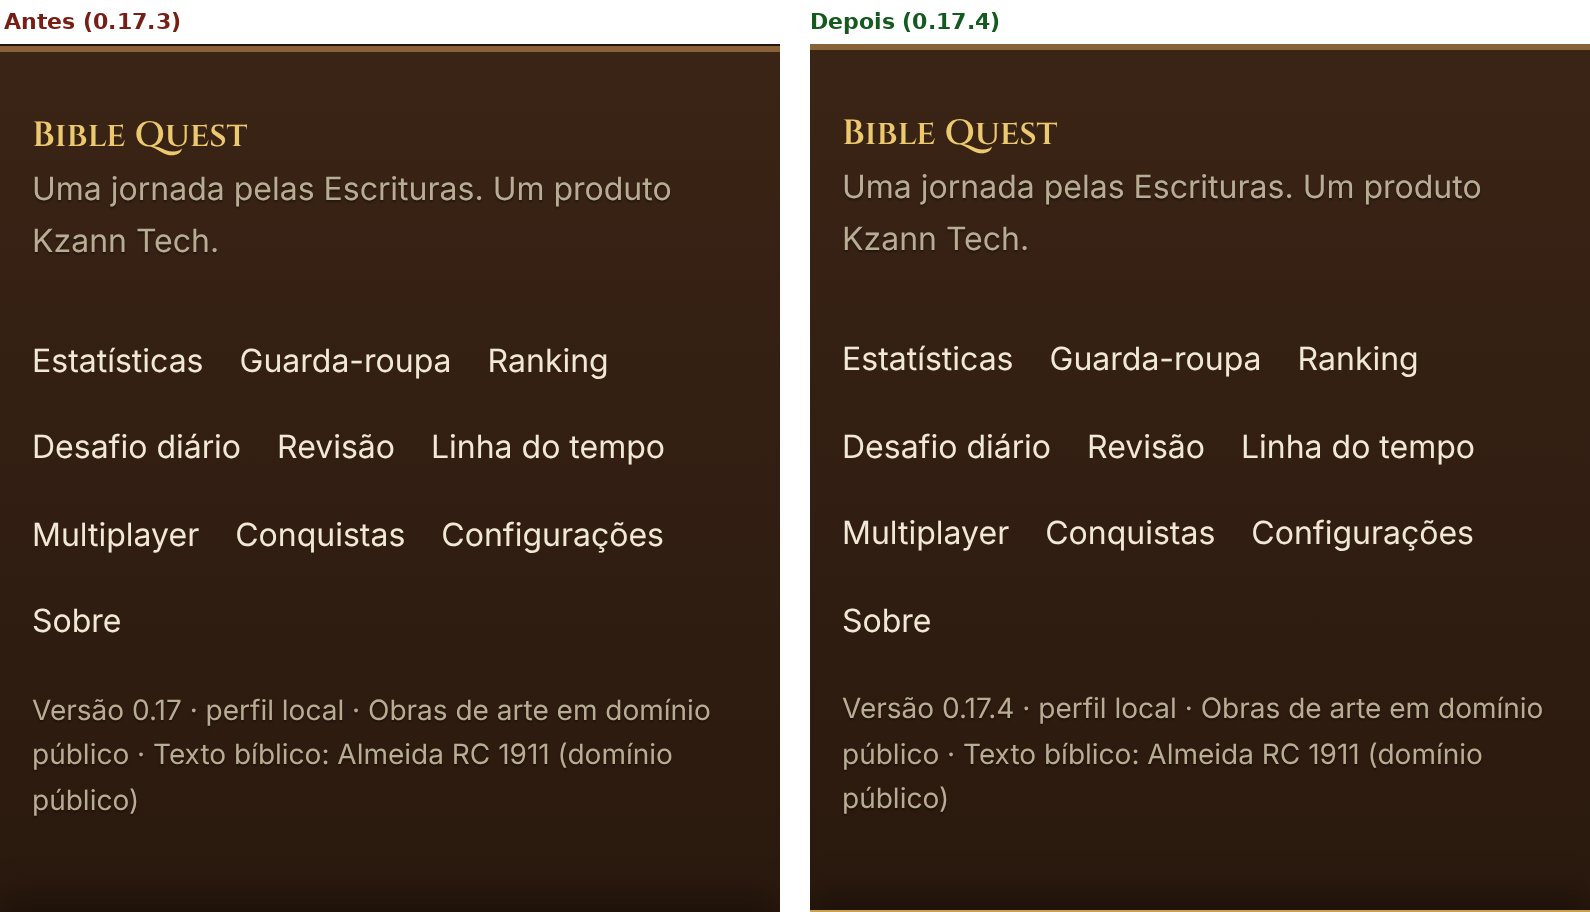 Antes (0.17.3)
Bible Quest
Uma jornada pelas Escrituras. Um produto
Kzann Tech.
Estatísticas Guarda-roupa Ranking
Desafio diário Revisão Linha do tempo
Multiplayer Conquistas Configurações
Sobre
Versão 0.17 · perfil local · Obras de arte em domínio
público · Texto bíblico: Almeida RC 1911 (domínio
público)
Depois (0.17.4)
Bible Quest
Uma jornada pelas Escrituras. Um produto
Kzann Tech.
Estatísticas Guarda-roupa Ranking
Desafio diário Revisão Linha do tempo
Multiplayer Conquistas Configurações
Sobre
Versão 0.17.4 · perfil local · Obras de arte em domínio
público · Texto bíblico: Almeida RC 1911 (domínio
público)